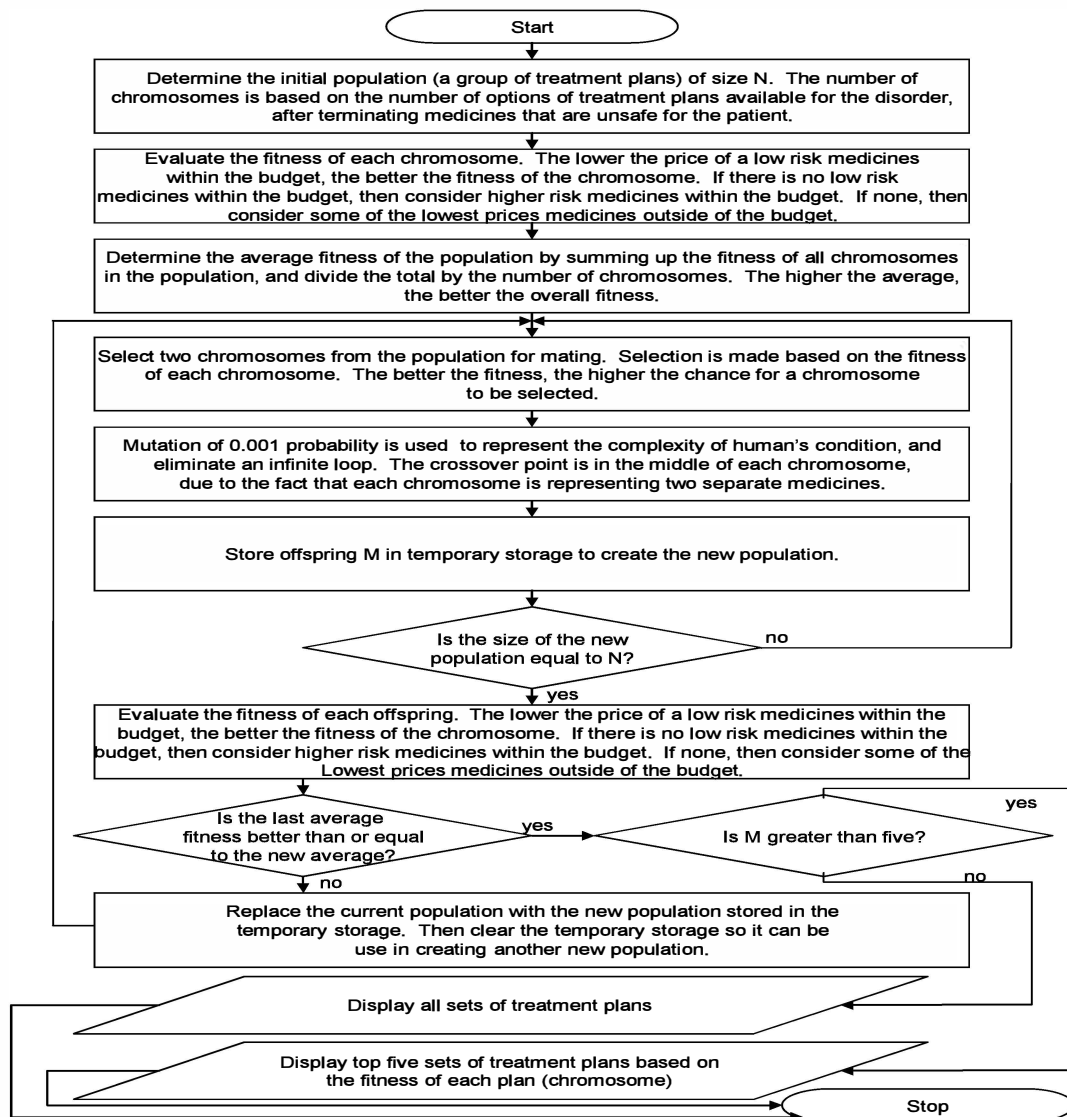 Start
Determine the initial population (a group of treatment plans) of size N. The number of
chromosomes is based on the number of options of treatment plans available for the disorder,
after terminating medicines that are unsafe for the patient.
Evaluate the fitness of each chromosome. The lower the price of a low risk medicines
within the budget, the better the fitness of the chromosome. If there is no low risk
medicines within the budget, then consider higher risk medicines within the budget. If none, then
consider some of the lowest prices medicines outside of the budget.
Determine the average fitness of the population by summing up the fitness of all chromosomes
in the population, and divide the total by the number of chromosomes. The higher the average,
the better the overall fitness.
Select two chromosomes from the population for mating. Selection is made based on the fitness
of each chromosome. The better the fitness, the higher the chance for a chromosome
to be selected.
Mutation of 0.001 probability is used to represent the complexity of human's condition, and
eliminate an infinite loop. The crossover point is in the middle of each chromosome,
due to the fact that each chromosome is representing two separate medicines.
Store offspring M in temporary storage to create the new population.
Is the size of the new
population equal to N?
no
yes
Evaluate the fitness of each offspring. The lower the price of a low risk medicines within the
budget, the better the fitness of the chromosome. If there is no low risk medicines within the
budget, then consider higher risk medicines within the budget. If none, then consider some of the
Lowest prices medicines outside of the budget.
Is the last average
fitness better than or equal
to the new average?
yes
Is M greater than five?
yes
no
no
Replace the current population with the new population stored in the
temporary storage. Then clear the temporary storage so it can be
use in creating another new population.
Display all sets of treatment plans
Display top five sets of treatment plans based on
the fitness of each plan (chromosome)
Stop